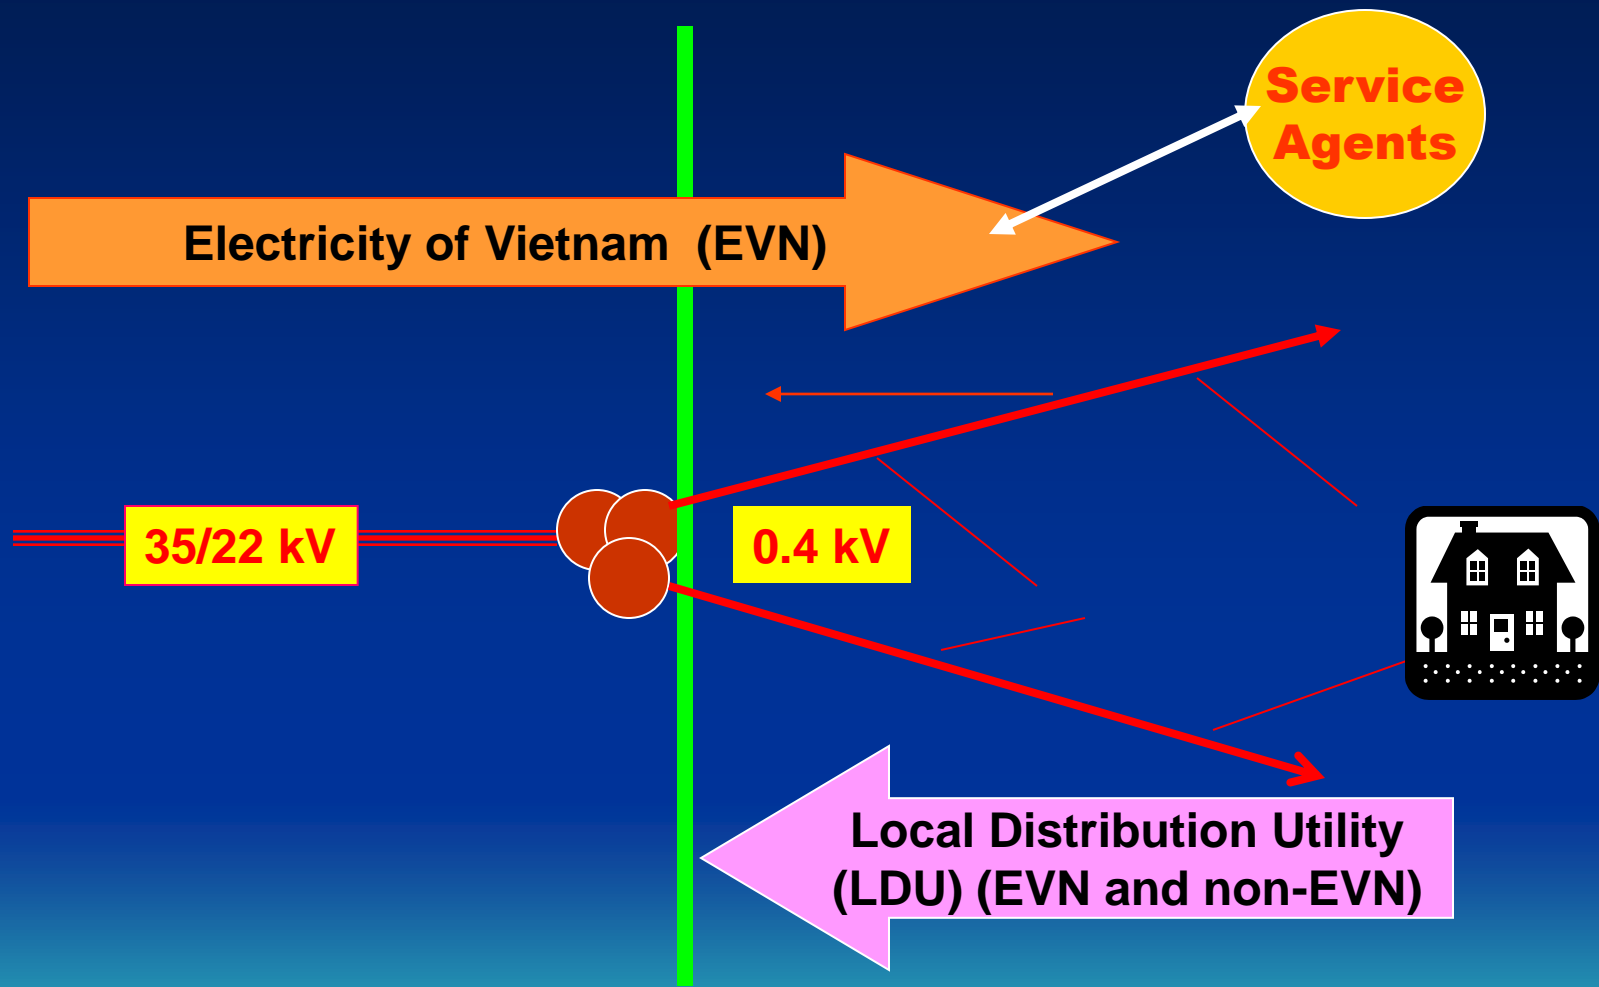 Service
Agents
Electricity of Vietnam (EVN)
35/22 kV
0.4 kV
Local Distribution Utility
(LDU) (EVN and non-EVN)